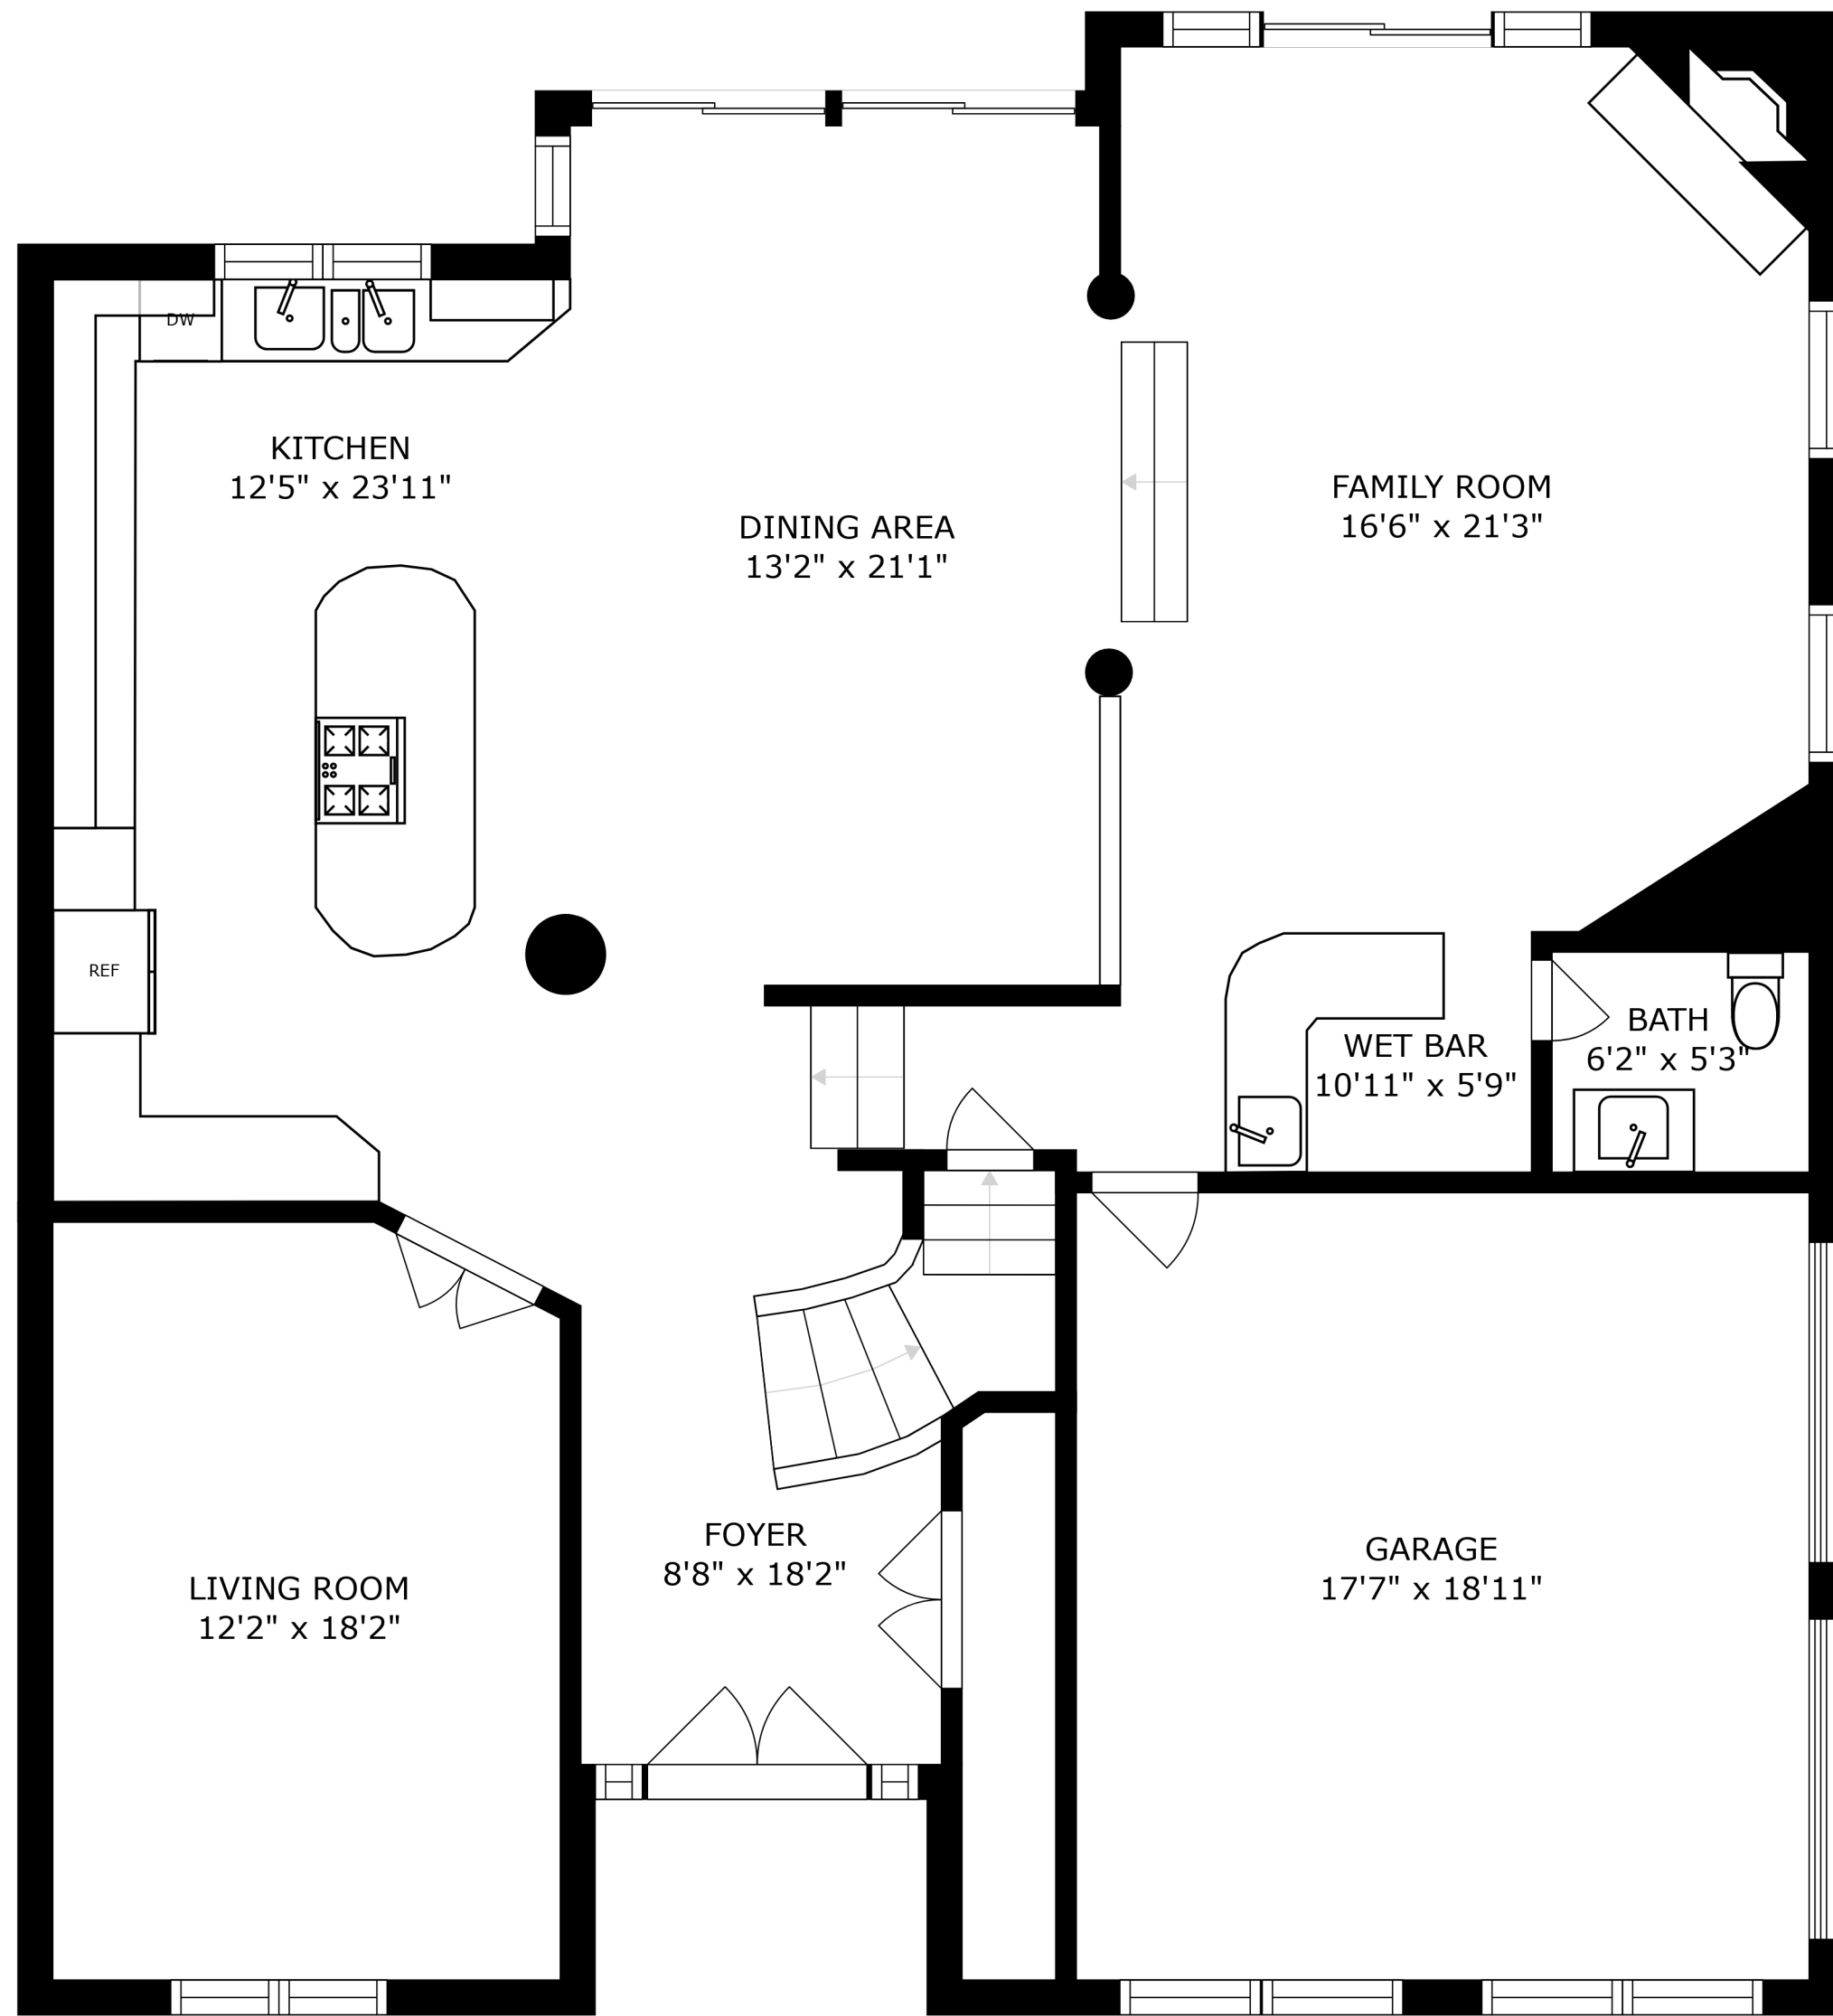 DW
KITCHEN
12'5" x 23'11"
DINING AREA
13'2" x 21'1"
FAMILY ROOM
16'6" x 21'3"
REF
WET BAR
10'11" x 5'9"
BATH
6'2" x 5'3"
FOYER
8'8" x 18'2"
LIVING ROOM
12'2" x 18'2"
GARAGE
17'7" x 18'11"